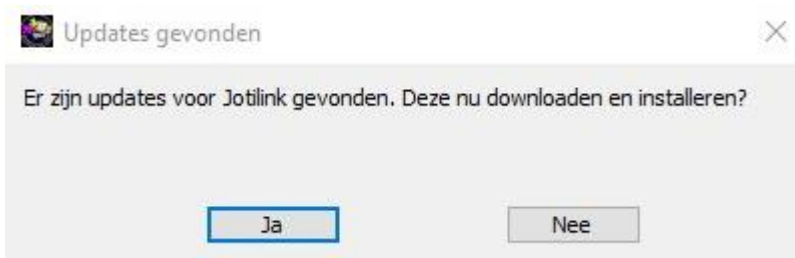 Updates gevonden
Er zijn updates voor Jotilink gevonden. Deze nu downloaden en installeren?
Ja
Nee